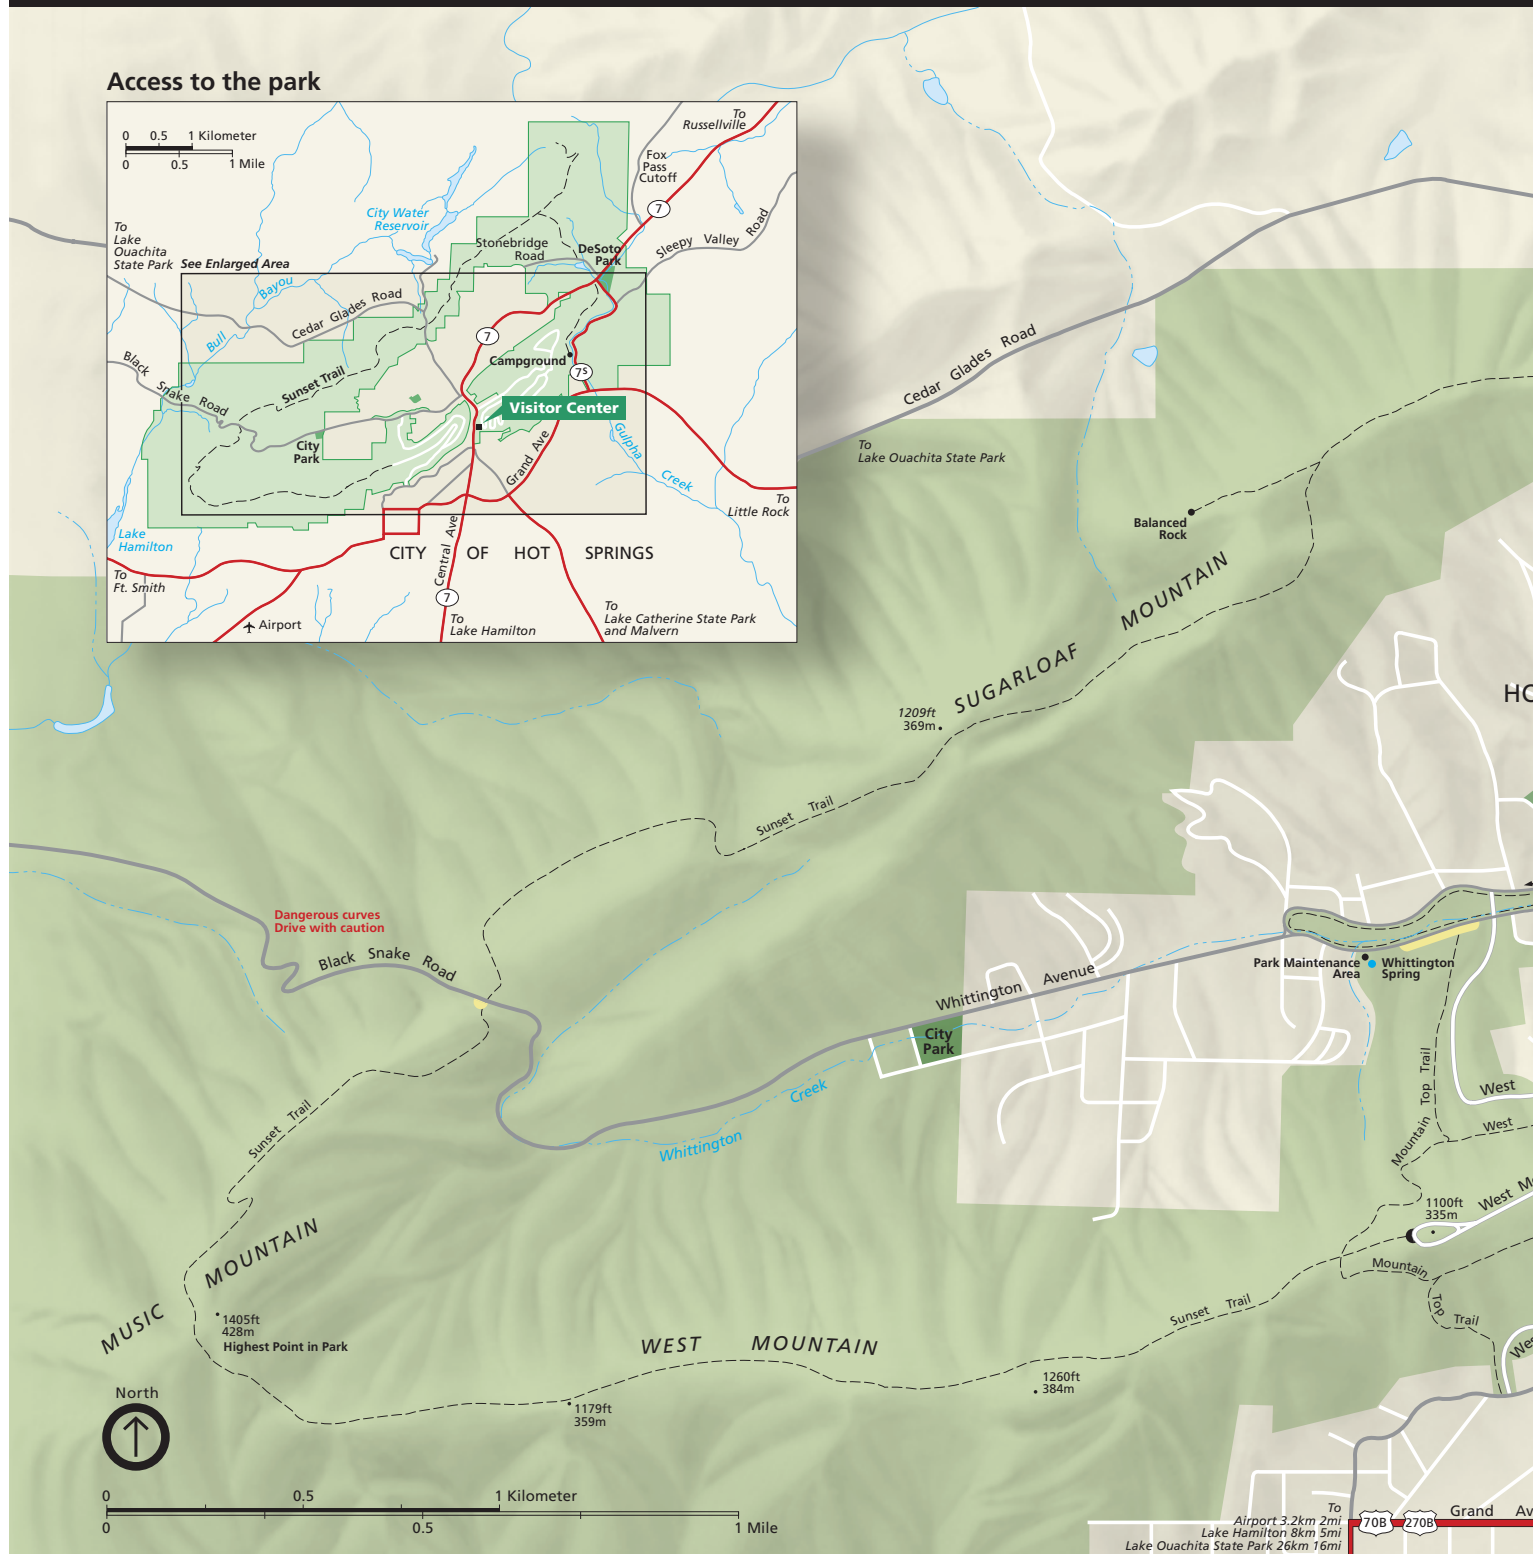 Access to the park
0 0.5 1 Kilometer
0 0.5 1 Mile
To
Russellville
Fox
Pass
Cutoff
7
Sleepy Valley Road
City Water
Reservoir
Stonebridge
Road
DeSoto
Park
To
Lake
Ouachita
State Park
See Enlarged Area
Bull Bayou
Cedar Glades Road
7
Campground
7S
Black Snake Road
Sunset Trail
Visitor Center
City
Park
Grand Ave
Gulpha Creek
To
Little Rock
Lake
Hamilton
CITY OF HOT SPRINGS
Central Ave
To
Ft. Smith
7
Airport
To
Lake Hamilton
To
Lake Catherine State Park
and Malvern
Cedar Glades Road
To
Lake Ouachita State Park
Balanced
Rock
SUGARLOAF MOUNTAIN
1209ft
369m
HO
Sunset Trail
Dangerous curves
Drive with caution
Black Snake Road
Whittington Avenue
Park Maintenance
Area
Whittington
Spring
City
Park
Whittington Creek
Mountain Top Trail
West
West
Sunset Trail
1100ft
335m
West Mo
Mountain Top Trail
Wes
Sunset Trail
MUSIC MOUNTAIN
1405ft
428m
Highest Point in Park
WEST MOUNTAIN
1260ft
384m
1179ft
359m
North
0 0.5 1 Kilometer
0 0.5 1 Mile
To
Airport 3.2km 2mi
Lake Hamilton 8km 5mi
Lake Ouachita State Park 26km 16mi
70B
270B
Grand Av